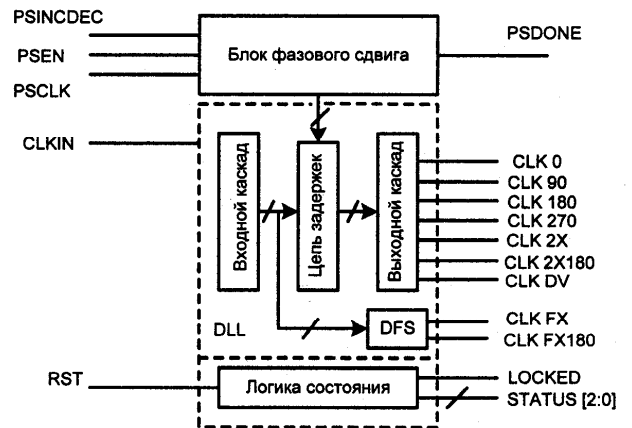 PSINCDEC
PSEN
PSCLK
Блок фазового сдвига
PSDONE
CLKIN
Входной каскад
Цепь задержек
Выходной каскад
CLK 0
CLK 90
CLK 180
CLK 270
CLK 2X
CLK 2X180
CLK DV
DLL
DFS
CLK FX
CLK FX180
RST
Логика состояния
LOCKED
STATUS [2:0]